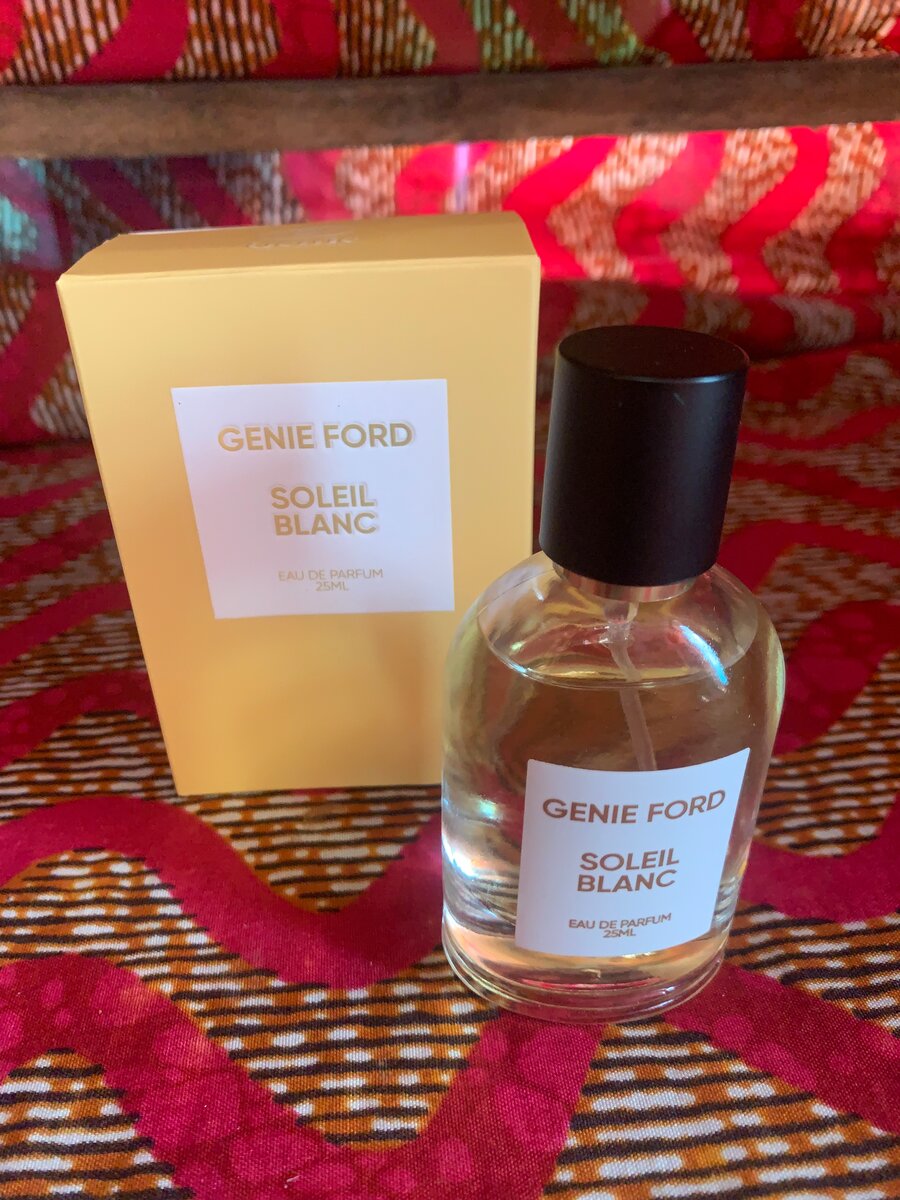 GENIE FORD
SOLEIL
BLANC
EAU DE PARFUM
25ML
GENIE FORD
SOLEIL
BLANC
EAU DE PARFUM
25ML